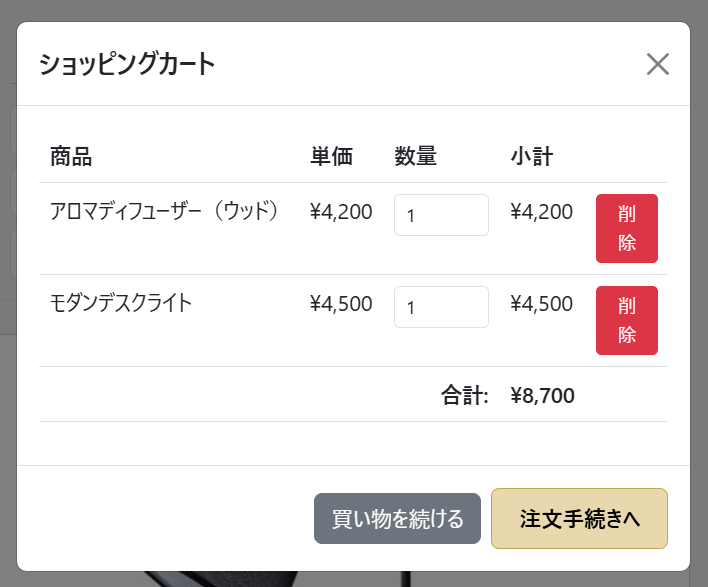 ショッピングカート
商品 単価 数量 小計
アロマディフューザー（ウッド） ¥4,200 1 ¥4,200 削除
モダンデスクライト ¥4,500 1 ¥4,500 削除
合計: ¥8,700
買い物を続ける 注文手続きへ